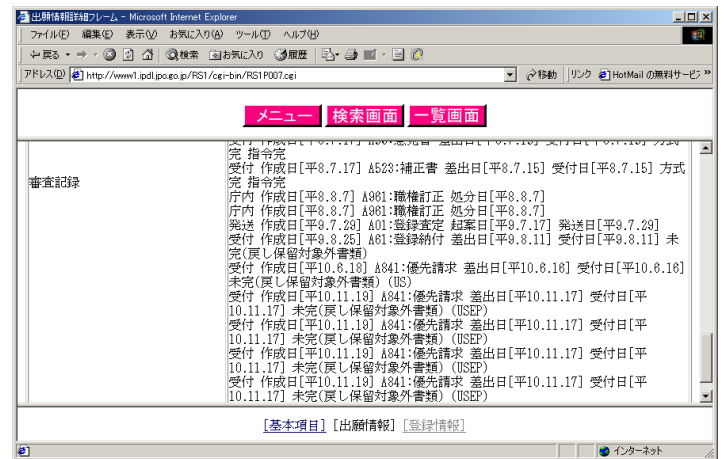 出願情報詳細フレーム - Microsoft Internet Explorer
ファイル(F) 編集(E) 表示(V) お気に入り(A) ツール(T) ヘルプ(H)
戻る 検索 お気に入り 履歴
アドレス(D) http://www1.ipdl.jpo.go.jp/RS1/cgi-bin/RS1P007.cgi 移動 リンク HotMail の無料サービ
メニュー 検索画面 一覧画面
完 指令完
受付 作成日[平8.7.17] A523:補正書 差出日[平8.7.15] 受付日[平8.7.15] 方式
審査記録
完 指令完
庁内 作成日[平8.8.7] A961:職権訂正 処分日[平8.8.7]
庁内 作成日[平8.8.7] A961:職権訂正 処分日[平8.8.7]
発送 作成日[平9.7.29] A01:登録査定 起案日[平9.7.17] 発送日[平9.7.29]
受付 作成日[平9.8.25] A61:登録納付 差出日[平9.8.11] 受付日[平9.8.11] 未
完(戻し保留対象外書類)
受付 作成日[平10.6.18] A841:優先請求 差出日[平10.6.16] 受付日[平10.6.16]
未完(戻し保留対象外書類) (US)
受付 作成日[平10.11.19] A841:優先請求 差出日[平10.11.17] 受付日[平
10.11.17] 未完(戻し保留対象外書類) (USEP)
受付 作成日[平10.11.19] A841:優先請求 差出日[平10.11.17] 受付日[平
10.11.17] 未完(戻し保留対象外書類) (USEP)
受付 作成日[平10.11.19] A841:優先請求 差出日[平10.11.17] 受付日[平
10.11.17] 未完(戻し保留対象外書類) (USEP)
受付 作成日[平10.11.19] A841:優先請求 差出日[平10.11.17] 受付日[平
10.11.17] 未完(戻し保留対象外書類) (USEP)
[基本項目] [出願情報] [登録情報]
インターネット